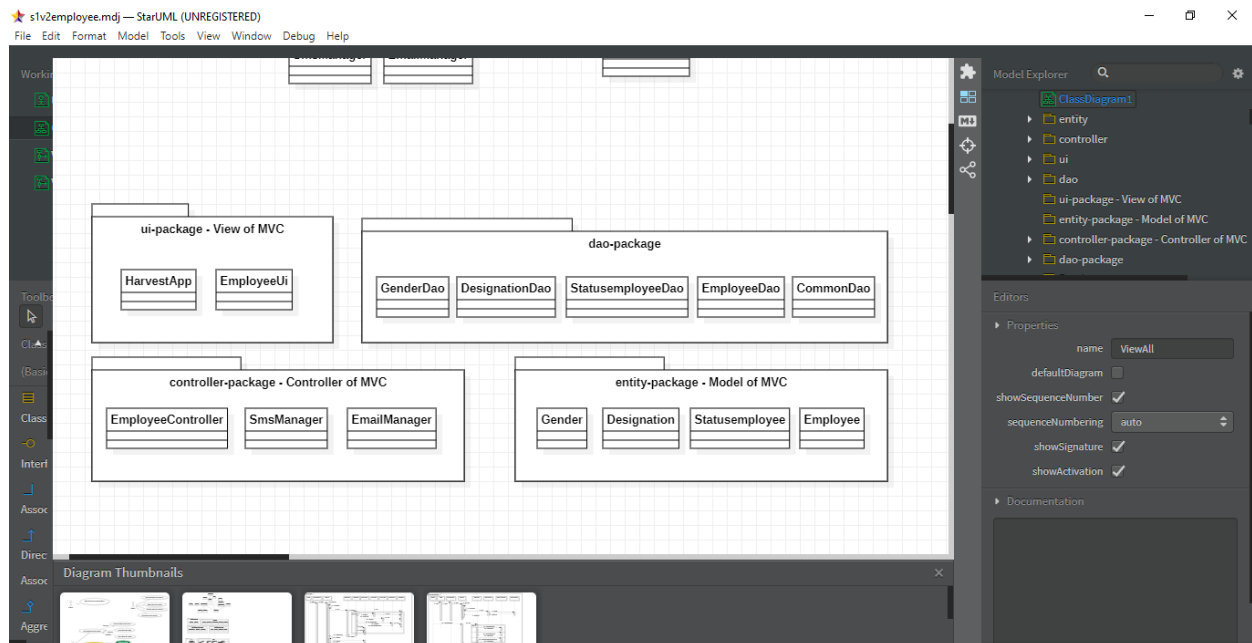 s1v2employee.mdj — StarUML (UNREGISTERED)
File Edit Format Model Tools View Window Debug Help
Model Explorer
ClassDiagram1
entity
controller
ui
dao
ui-package - View of MVC
entity-package - Model of MVC
controller-package - Controller of MVC
dao-package
ui-package - View of MVC
HarvestApp EmployeeUi
dao-package
GenderDao DesignationDao StatusemployeeDao EmployeeDao CommonDao
controller-package - Controller of MVC
EmployeeController SmsManager EmailManager
entity-package - Model of MVC
Gender Designation Statusemployee Employee
Class
Interf
Assoc
Direc
Assoc
Aggre
Editors
Properties
name ViewAll
defaultDiagram
showSequenceNumber
sequenceNumbering auto
showSignature
showActivation
Documentation
Diagram Thumbnails